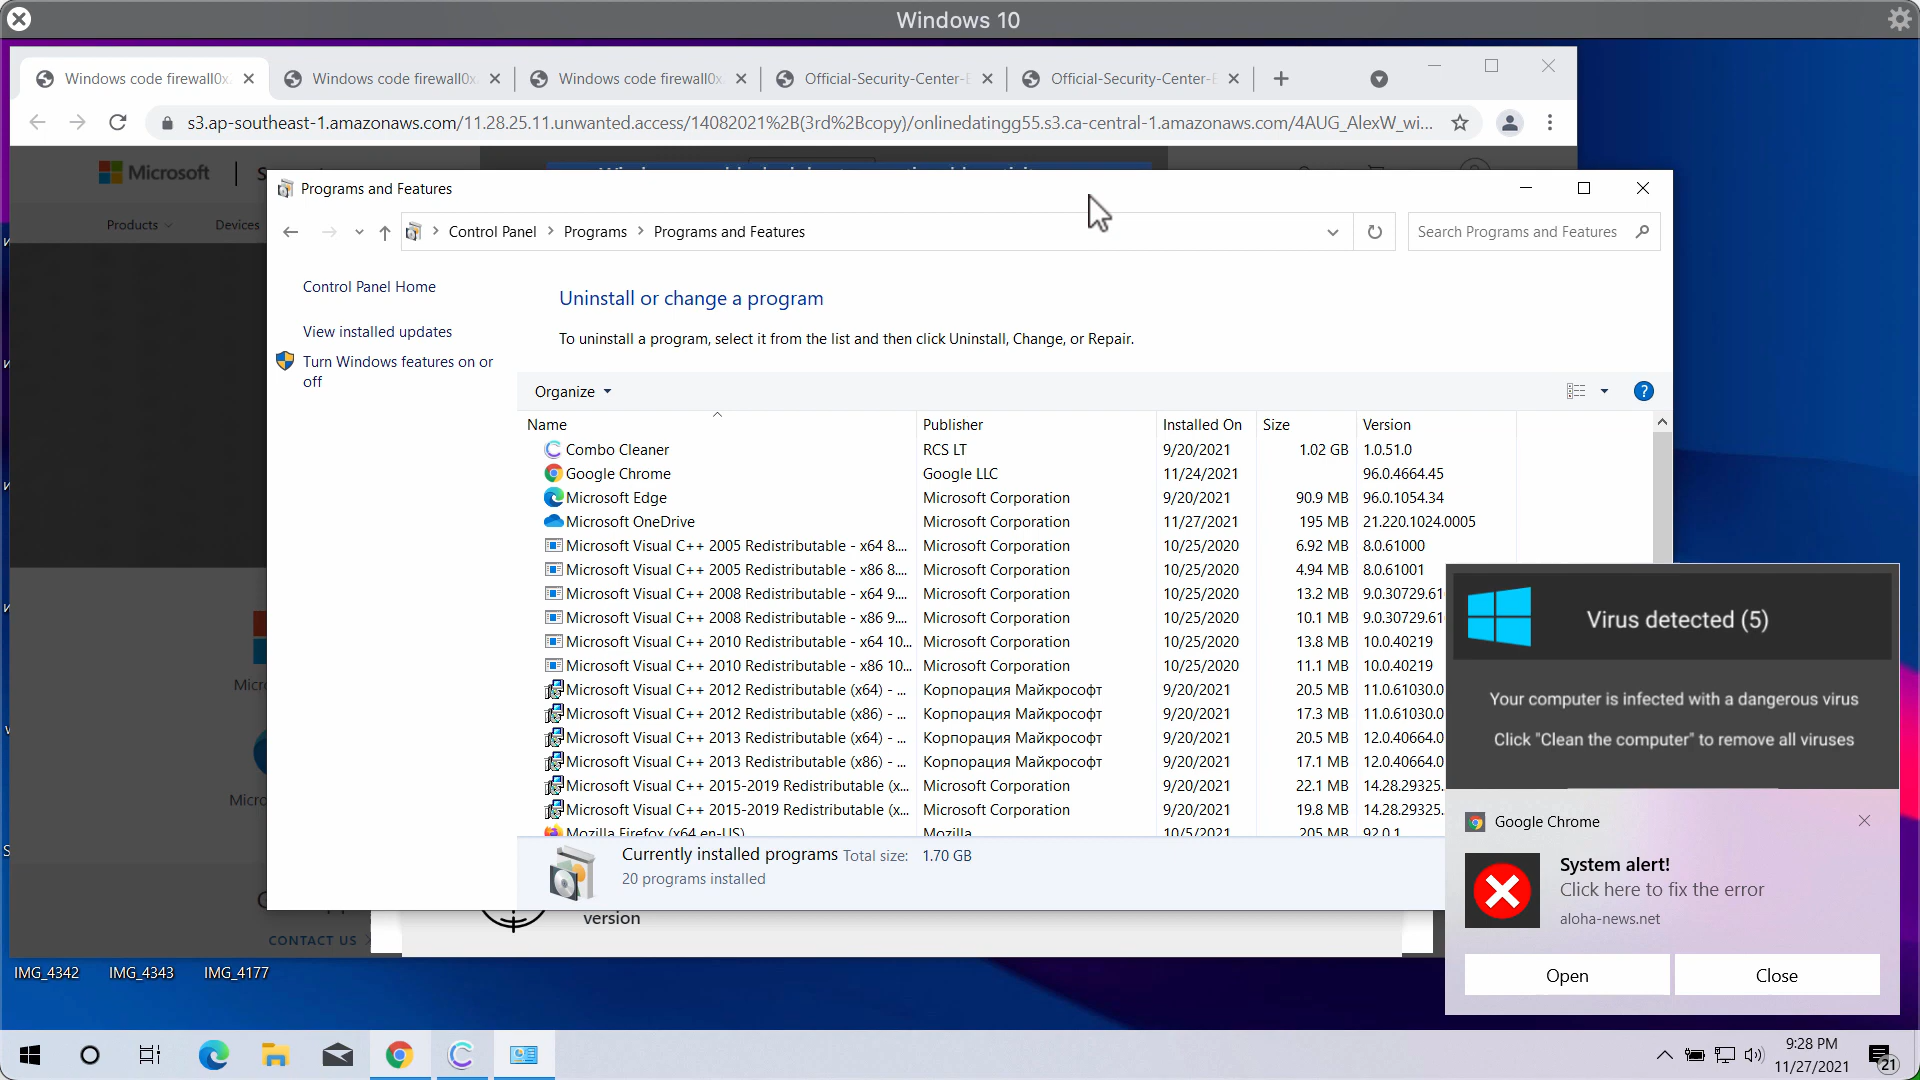 Windows 10
Windows code firewall0x
Windows code firewall0x
Windows code firewall0x
Official-Security-Center-E
Official-Security-Center-E
s3.ap-southeast-1.amazonaws.com/11.28.25.11.unwanted.access/14082021%2B(3rd%2Bcopy)/onlinedatingg55.s3.ca-central-1.amazonaws.com/4AUG_AlexW_wi...
Microsoft
Products
Devices
Programs and Features
Control Panel > Programs > Programs and Features
Search Programs and Features
Control Panel Home
View installed updates
Turn Windows features on or
off
Uninstall or change a program
To uninstall a program, select it from the list and then click Uninstall, Change, or Repair.
Organize
Name Publisher Installed On Size Version
Combo Cleaner RCS LT 9/20/2021 1.02 GB 1.0.51.0
Google Chrome Google LLC 11/24/2021 96.0.4664.45
Microsoft Edge Microsoft Corporation 9/20/2021 90.9 MB 96.0.1054.34
Microsoft OneDrive Microsoft Corporation 11/27/2021 195 MB 21.220.1024.0005
Microsoft Visual C++ 2005 Redistributable - x64 8.... Microsoft Corporation 10/25/2020 6.92 MB 8.0.61000
Microsoft Visual C++ 2005 Redistributable - x86 8.... Microsoft Corporation 10/25/2020 4.94 MB 8.0.61001
Microsoft Visual C++ 2008 Redistributable - x64 9.... Microsoft Corporation 10/25/2020 13.2 MB 9.0.30729.61
Microsoft Visual C++ 2008 Redistributable - x86 9.... Microsoft Corporation 10/25/2020 10.1 MB 9.0.30729.61
Microsoft Visual C++ 2010 Redistributable - x64 10... Microsoft Corporation 10/25/2020 13.8 MB 10.0.40219
Microsoft Visual C++ 2010 Redistributable - x86 10... Microsoft Corporation 10/25/2020 11.1 MB 10.0.40219
Microsoft Visual C++ 2012 Redistributable (x64) - ... Корпорация Майкрософт 9/20/2021 20.5 MB 11.0.61030.0
Microsoft Visual C++ 2012 Redistributable (x86) - ... Корпорация Майкрософт 9/20/2021 17.3 MB 11.0.61030.0
Microsoft Visual C++ 2013 Redistributable (x64) - ... Корпорация Майкрософт 9/20/2021 20.5 MB 12.0.40664.0
Microsoft Visual C++ 2013 Redistributable (x86) - ... Корпорация Майкрософт 9/20/2021 17.1 MB 12.0.40664.0
Microsoft Visual C++ 2015-2019 Redistributable (x... Microsoft Corporation 9/20/2021 22.1 MB 14.28.29325.
Microsoft Visual C++ 2015-2019 Redistributable (x... Microsoft Corporation 9/20/2021 19.8 MB 14.28.29325.
Mozilla Firefox (x64 en-US) Mozilla 10/5/2021 205 MB 92.0.1
Currently installed programs Total size: 1.70 GB
20 programs installed
version
CONTACT US
Virus detected (5)
Your computer is infected with a dangerous virus
Click "Clean the computer" to remove all viruses
Google Chrome
System alert!
Click here to fix the error
aloha-news.net
Open
Close
IMG_4342
IMG_4343
IMG_4177
9:28 PM
11/27/2021
21